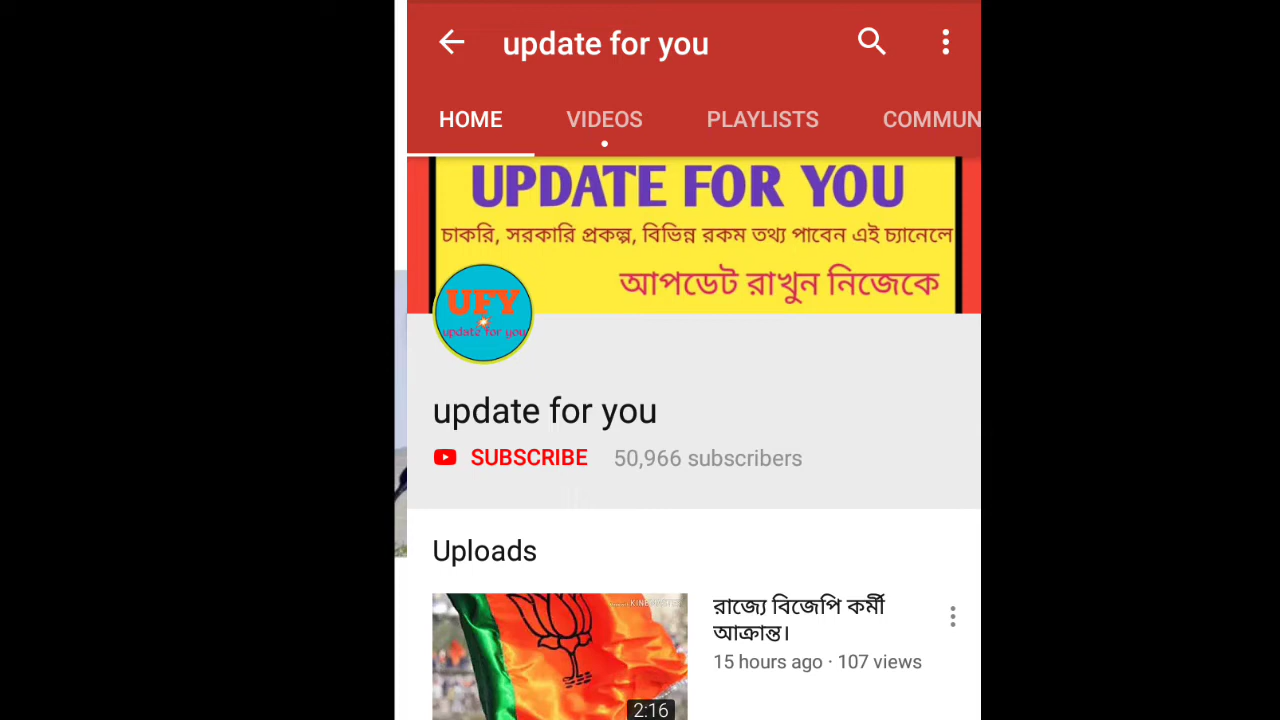 update for you
HOME VIDEOS PLAYLISTS COMMUN
UPDATE FOR YOU
চাকরি, সরকারি প্রকল্প, বিভিন্ন রকম তথ্য পাবেন এই চ্যানেলে
আপডেট রাখুন নিজেকে
UFY
update for you
update for you
SUBSCRIBE 50,966 subscribers
Uploads
রাজ্যে বিজেপি কর্মী
আক্রান্ত।
15 hours ago · 107 views
2:16